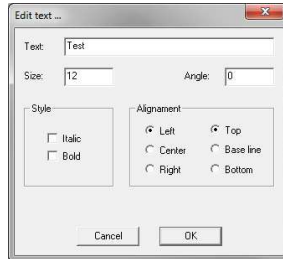 Edit text ...
Text: Test
Size: 12 Angle: 0
Style Alignament
Left Top
Italic
Center Base line
Bold
Right Bottom
Cancel OK